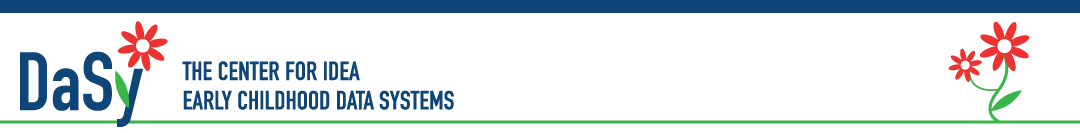 DaSy
THE CENTER FOR IDEA
EARLY CHILDHOOD DATA SYSTEMS